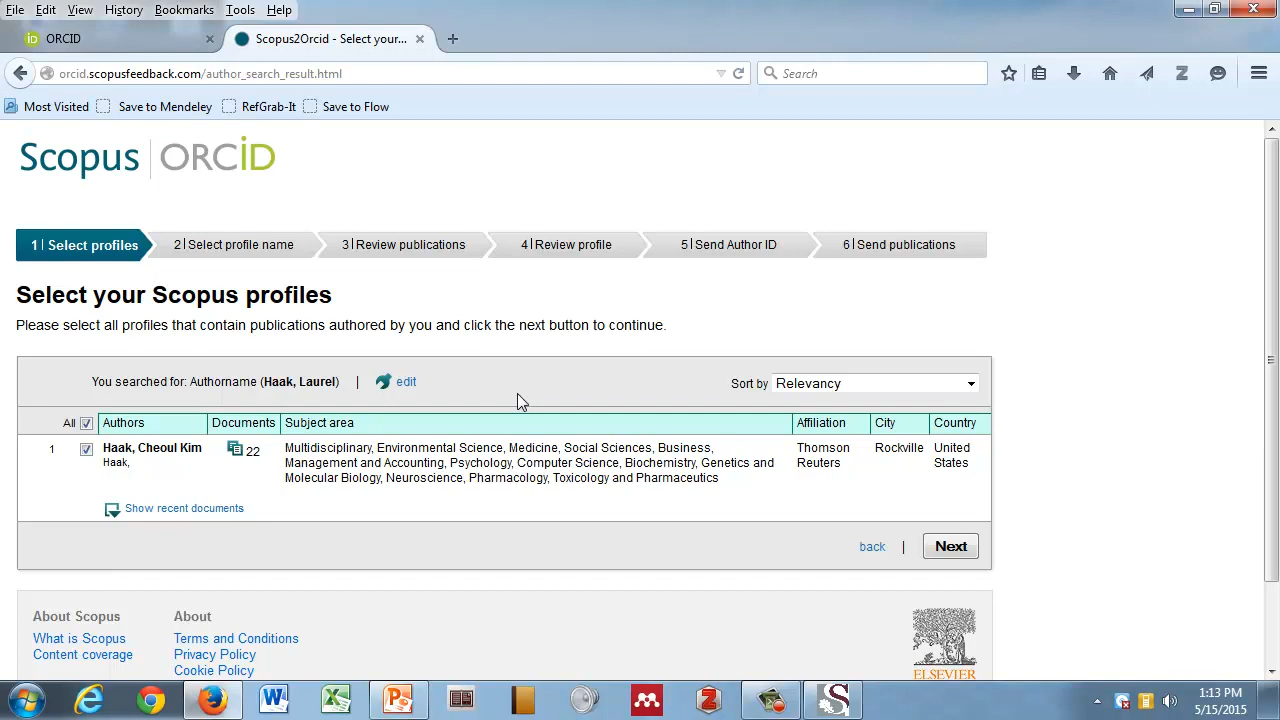 File Edit View History Bookmarks Tools Help
iD ORCID
Scopus2Orcid - Select your...
orcid.scopusfeedback.com/author_search_result.html
Search
Most Visited Save to Mendeley RefGrab-It Save to Flow
Scopus ORCiD
1 | Select profiles 2 | Select profile name 3 | Review publications 4 | Review profile 5 | Send Author ID 6 | Send publications
Select your Scopus profiles
Please select all profiles that contain publications authored by you and click the next button to continue.
You searched for: Authorname (Haak, Laurel) | edit Sort by Relevancy
All Authors Documents Subject area Affiliation City Country
1 Haak, Cheoul Kim 22 Multidisciplinary, Environmental Science, Medicine, Social Sciences, Business, Thomson Rockville United
Haak, Management and Accounting, Psychology, Computer Science, Biochemistry, Genetics and Reuters States
Molecular Biology, Neuroscience, Pharmacology, Toxicology and Pharmaceutics
Show recent documents
back | Next
About Scopus About
What is Scopus Terms and Conditions
Content coverage Privacy Policy
Cookie Policy
ELSEVIER
1:13 PM
5/15/2015